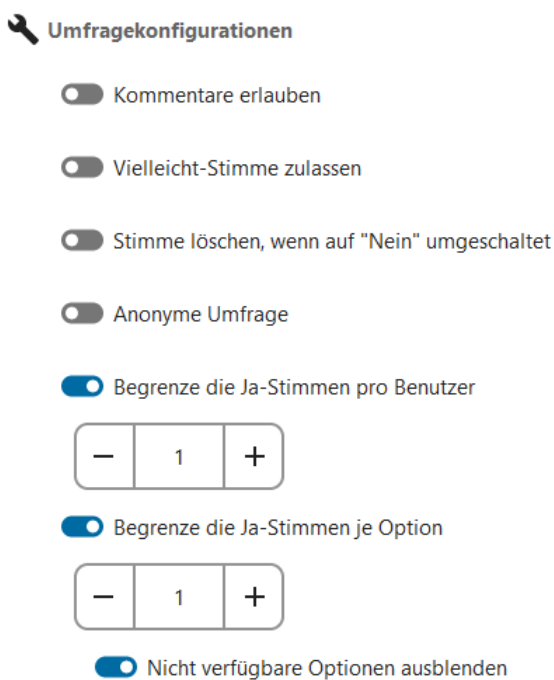 Umfragekonfigurationen
Kommentare erlauben
Vielleicht-Stimme zulassen
Stimme löschen, wenn auf "Nein" umgeschaltet
Anonyme Umfrage
Begrenze die Ja-Stimmen pro Benutzer
− 1 +
Begrenze die Ja-Stimmen je Option
− 1 +
Nicht verfügbare Optionen ausblenden